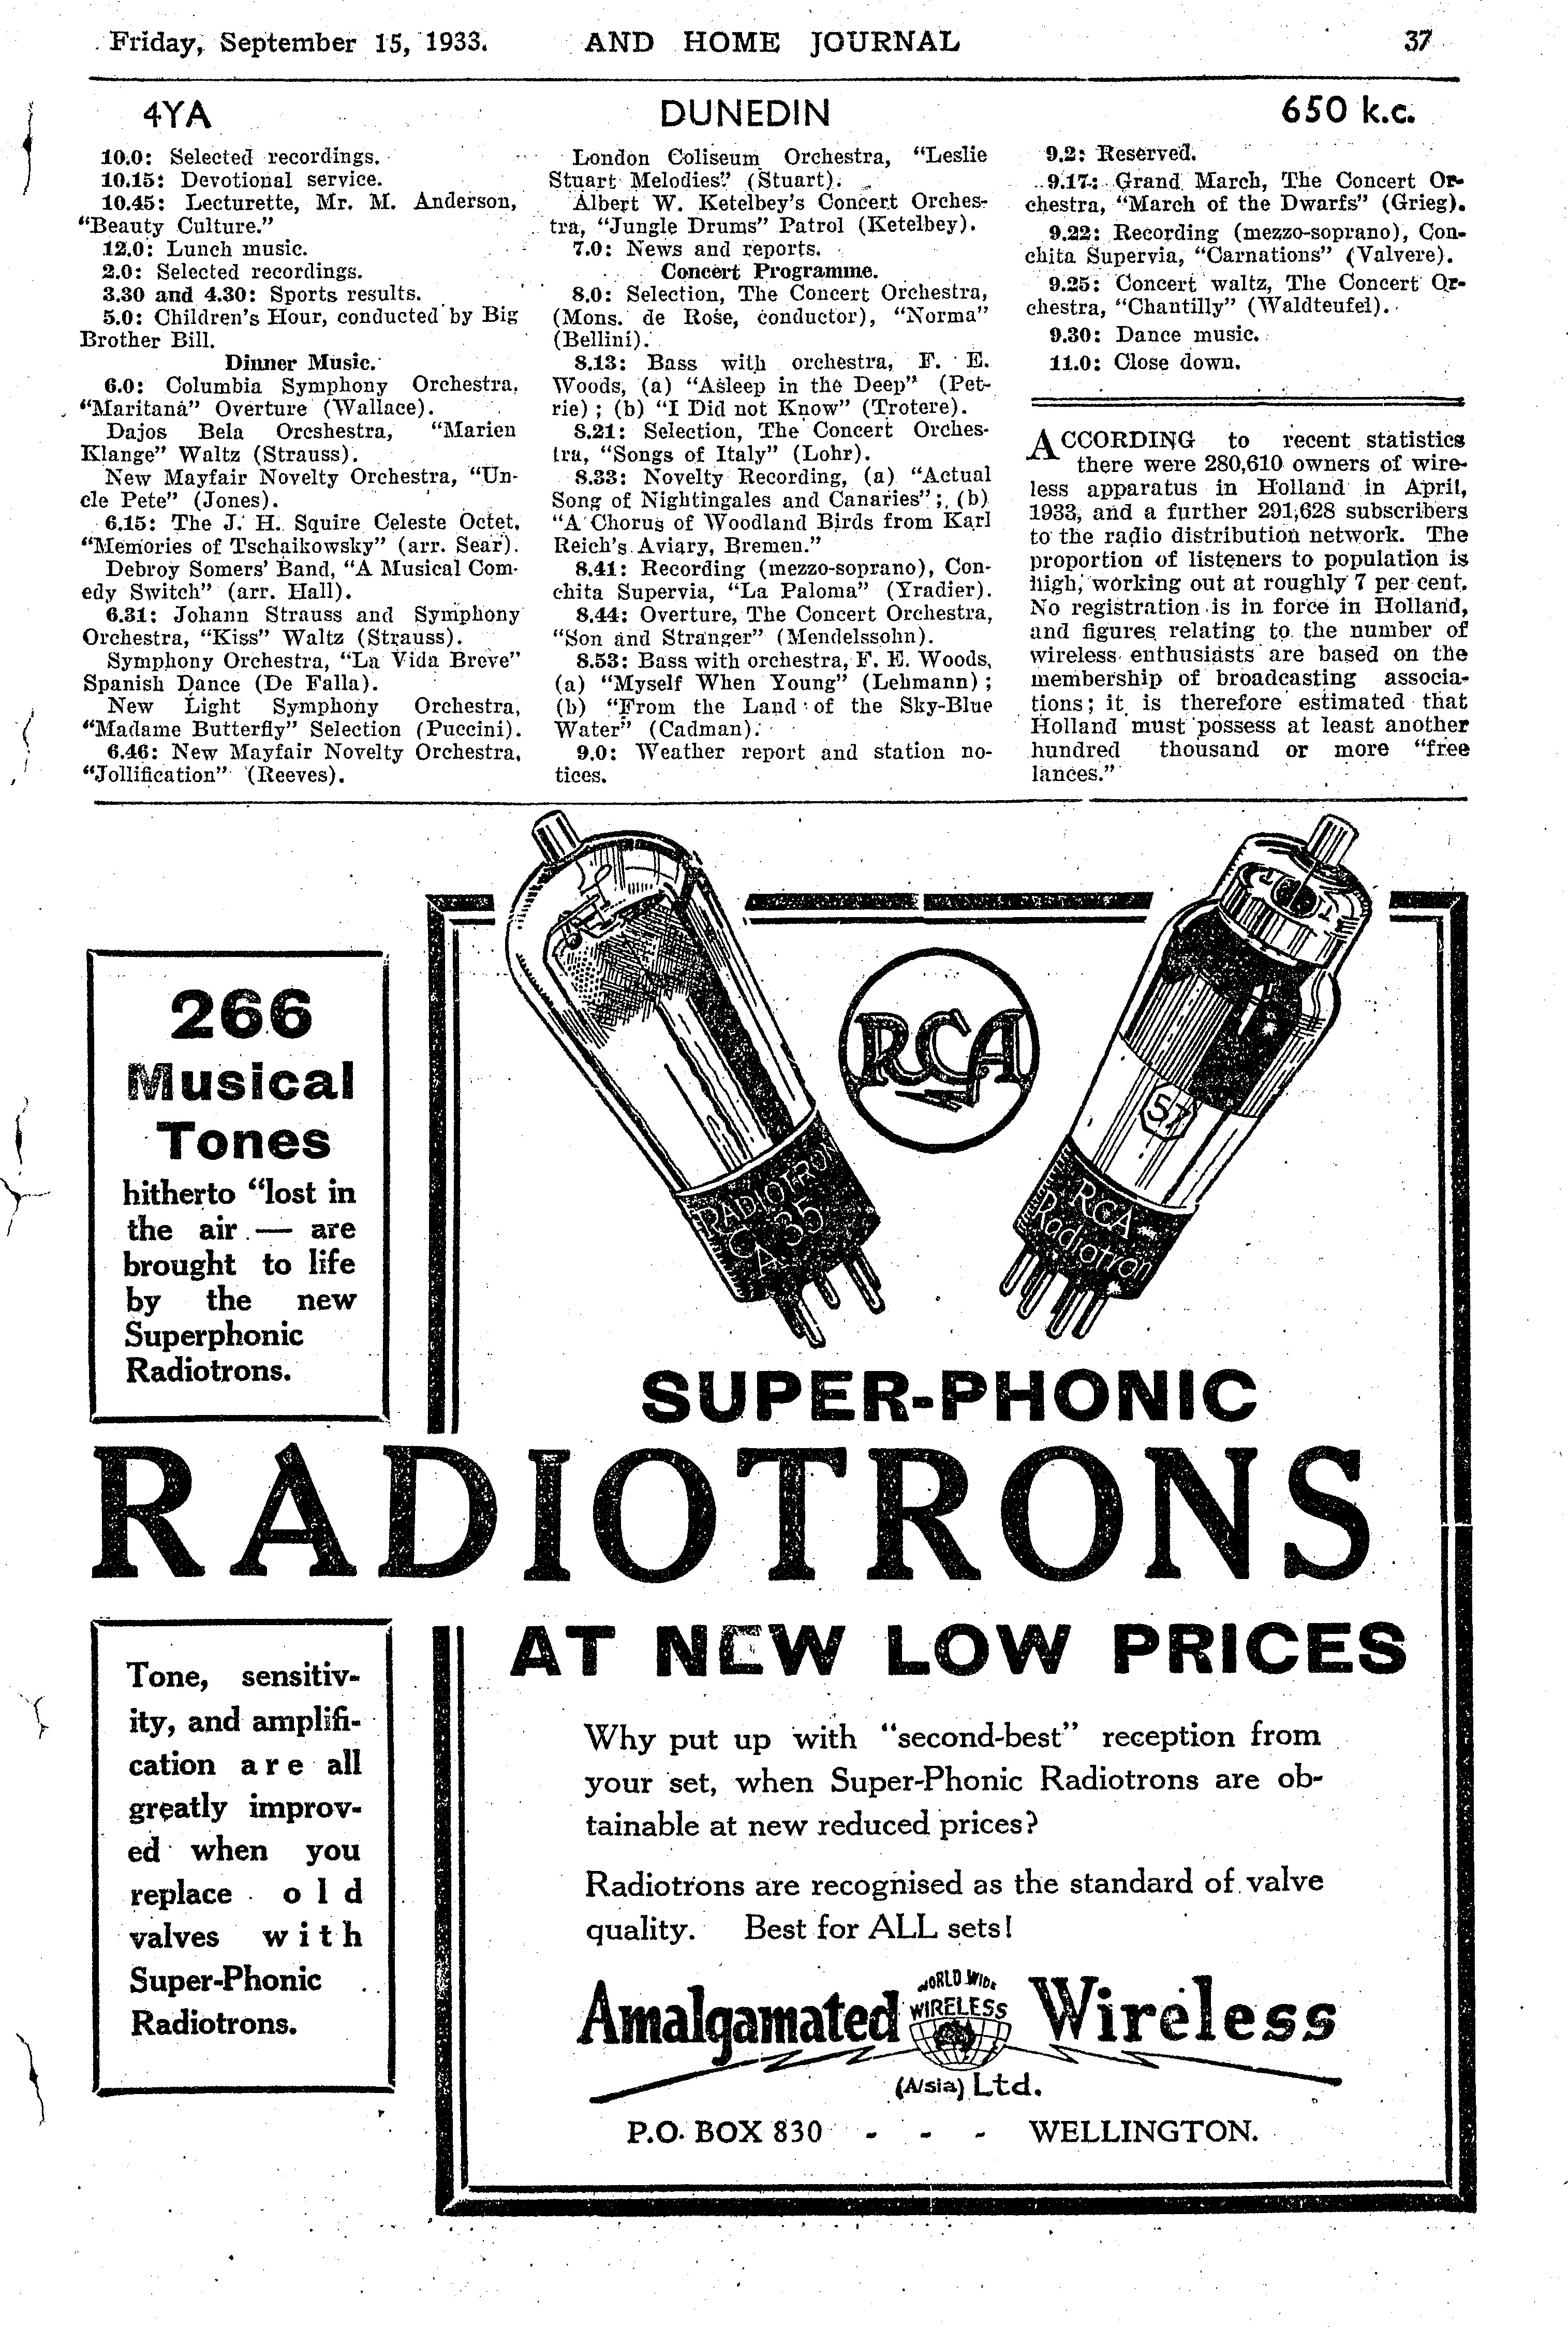 Friday, September 15, 1933. AND HOME JOURNAL 37
4YA DUNEDIN 650 k.c.
10.0: Selected recordings.
10.15: Devotional service.
10.45: Lecturette, Mr. M. Anderson,
"Beauty Culture."
12.0: Lunch music.
2.0: Selected recordings.
3.30 and 4.30: Sports results.
5.0: Children's Hour, conducted by Big
Brother Bill.
Dinner Music.
6.0: Columbia Symphony Orchestra,
"Maritana" Overture (Wallace).
Dajos Bela Orcshestra, "Marien
Klange" Waltz (Strauss).
New Mayfair Novelty Orchestra, "Un-
cle Pete" (Jones).
6.15: The J. H. Squire Celeste Octet,
"Memories of Tschaikowsky" (arr. Sear).
Debroy Somers' Band, "A Musical Com-
edy Switch" (arr. Hall).
6.31: Johann Strauss and Symphony
Orchestra, "Kiss" Waltz (Strauss).
Symphony Orchestra, "La Vida Breve"
Spanish Dance (De Falla).
New Light Symphony Orchestra,
"Madame Butterfly" Selection (Puccini).
6.46: New Mayfair Novelty Orchestra,
"Jollification" (Reeves).
London Coliseum Orchestra, "Leslie
Stuart Melodies" (Stuart).
Albert W. Ketelbey's Concert Orches-
tra, "Jungle Drums" Patrol (Ketelbey).
7.0: News and reports.
Concert Programme.
8.0: Selection, The Concert Orchestra,
(Mons. de Rose, conductor), "Norma"
(Bellini).
8.13: Bass with orchestra, F. E.
Woods, (a) "Asleep in the Deep" (Pet-
rie); (b) "I Did not Know" (Trotere).
8.21: Selection, The Concert Orches-
tra, "Songs of Italy" (Lohr).
8.33: Novelty Recording, (a) "Actual
Song of Nightingales and Canaries"; (b)
"A Chorus of Woodland Birds from Karl
Reich's Aviary, Bremen."
8.41: Recording (mezzo-soprano), Con-
chita Supervia, "La Paloma" (Yradier).
8.44: Overture, The Concert Orchestra,
"Son and Stranger" (Mendelssohn).
8.53: Bass with orchestra, F. E. Woods,
(a) "Myself When Young" (Lehmann);
(b) "From the Land of the Sky-Blue
Water" (Cadman).
9.0: Weather report and station no-
tices.
9.2: Reserved.
9.17: Grand March, The Concert Or-
chestra, "March of the Dwarfs" (Grieg).
9.22: Recording (mezzo-soprano), Con-
chita Supervia, "Carnations" (Valvere).
9.25: Concert waltz, The Concert Or-
chestra, "Chantilly" (Waldteufel).
9.30: Dance music.
11.0: Close down.
ACCORDING to recent statistics
there were 280,610 owners of wire-
less apparatus in Holland in April,
1933, and a further 291,628 subscribers
to the radio distribution network. The
proportion of listeners to population is
high, working out at roughly 7 per cent.
No registration is in force in Holland,
and figures relating to the number of
wireless enthusiasts are based on the
membership of broadcasting associa-
tions; it is therefore estimated that
Holland must possess at least another
hundred thousand or more "free
lances."
266
Musical
Tones
hitherto "lost in
the air — are
brought to life
by the new
Superphonic
Radiotrons.
RCA
57
RADIOTRON
RCA
Radiotron
SUPER-PHONIC
RADIOTRONS
AT NEW LOW PRICES
Tone, sensitiv-
ity, and amplifi-
cation are all
greatly improv-
ed when you
replace old
valves with
Super-Phonic
Radiotrons.
Why put up with "second-best" reception from
your set, when Super-Phonic Radiotrons are ob-
tainable at new reduced prices?
Radiotrons are recognised as the standard of valve
quality. Best for ALL sets!
WORLD WIDE
Amalgamated WIRELESS Wireless
(A/sia) Ltd.
P.O. BOX 830 - - - WELLINGTON.